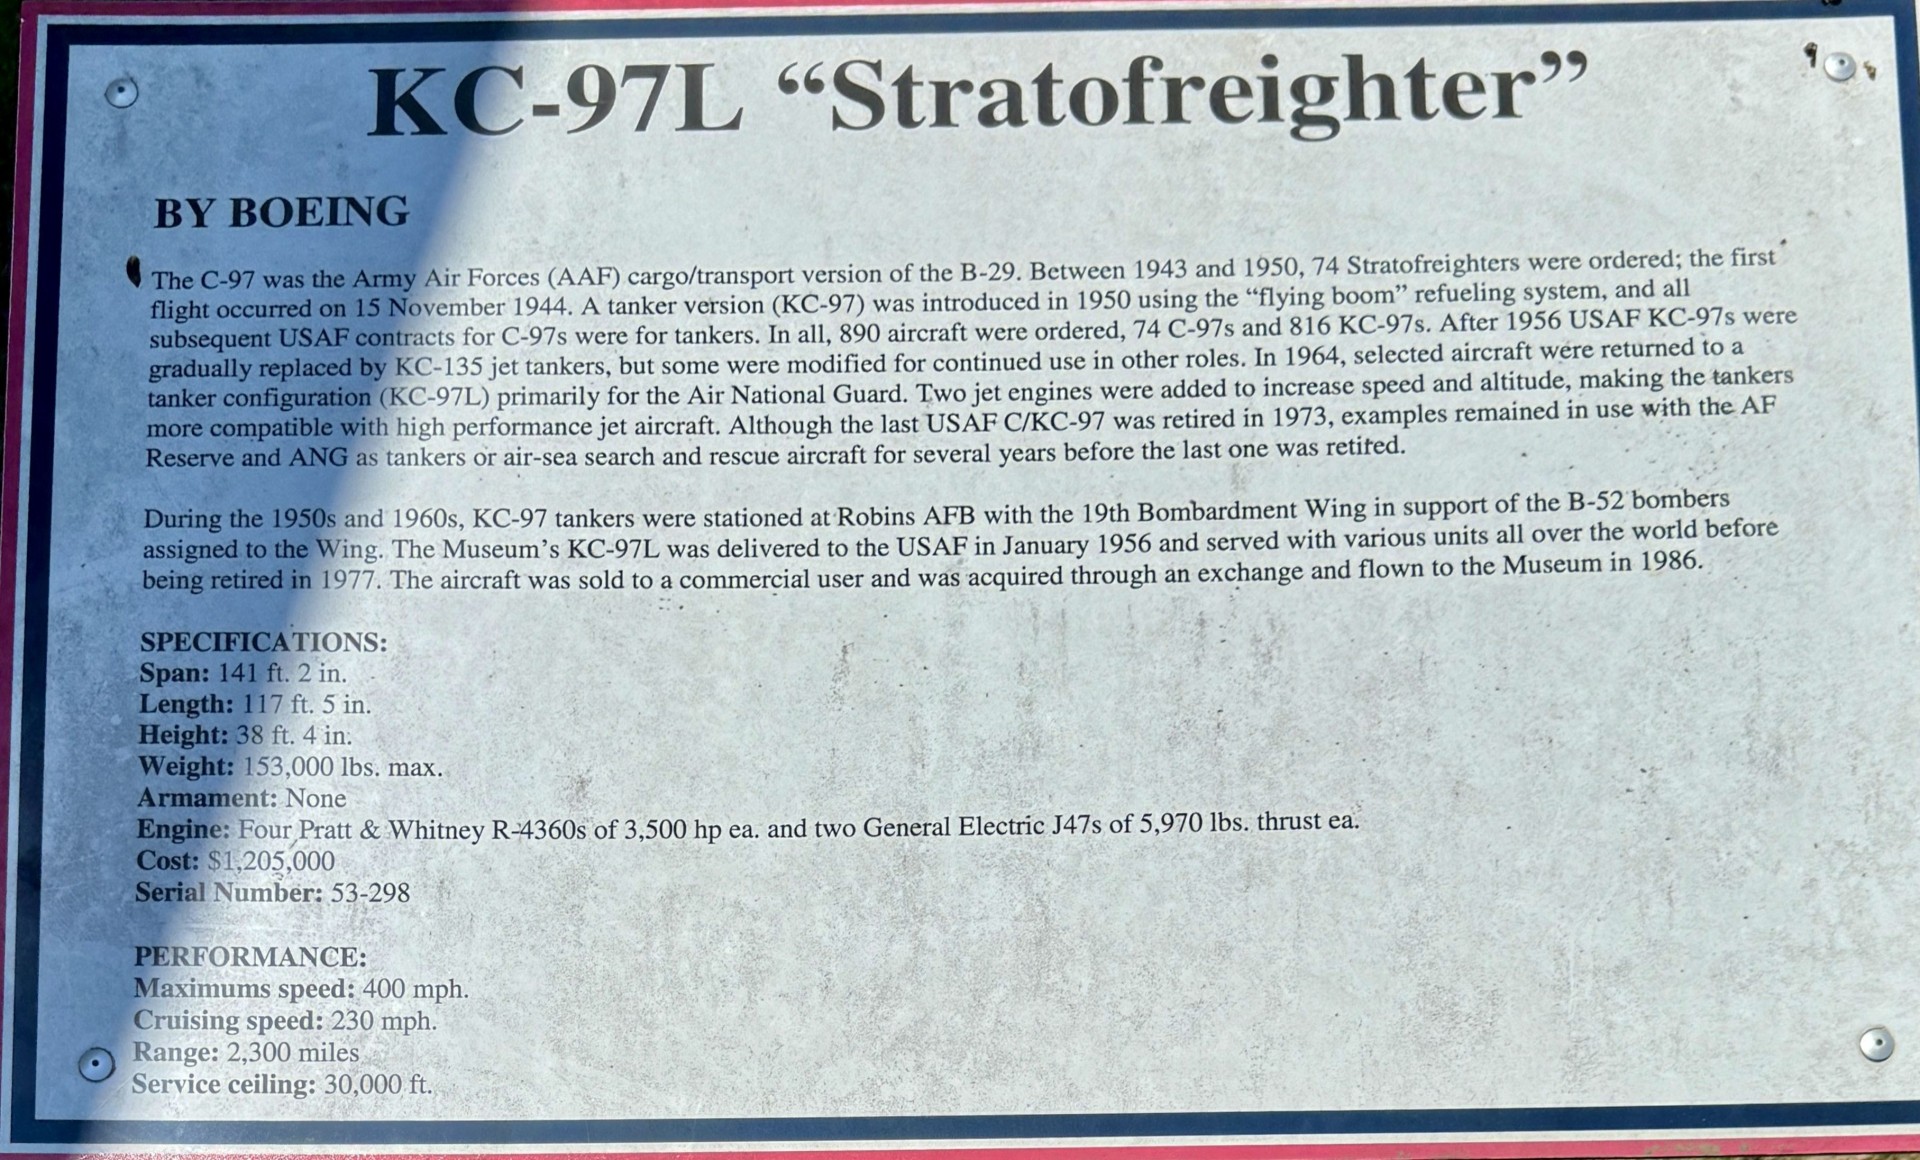 KC-97L “Stratofreighter”
BY BOEING
The C-97 was the Army Air Forces (AAF) cargo/transport version of the B-29. Between 1943 and 1950, 74 Stratofreighters were ordered; the first
flight occurred on 15 November 1944. A tanker version (KC-97) was introduced in 1950 using the “flying boom” refueling system, and all
subsequent USAF contracts for C-97s were for tankers. In all, 890 aircraft were ordered, 74 C-97s and 816 KC-97s. After 1956 USAF KC-97s were
gradually replaced by KC-135 jet tankers, but some were modified for continued use in other roles. In 1964, selected aircraft were returned to a
tanker configuration (KC-97L) primarily for the Air National Guard. Two jet engines were added to increase speed and altitude, making the tankers
more compatible with high performance jet aircraft. Although the last USAF C/KC-97 was retired in 1973, examples remained in use with the AF
Reserve and ANG as tankers or air-sea search and rescue aircraft for several years before the last one was retired.
During the 1950s and 1960s, KC-97 tankers were stationed at Robins AFB with the 19th Bombardment Wing in support of the B-52 bombers
assigned to the Wing. The Museum’s KC-97L was delivered to the USAF in January 1956 and served with various units all over the world before
being retired in 1977. The aircraft was sold to a commercial user and was acquired through an exchange and flown to the Museum in 1986.
SPECIFICATIONS:
Span: 141 ft. 2 in.
Length: 117 ft. 5 in.
Height: 38 ft. 4 in.
Weight: 153,000 lbs. max.
Armament: None
Engine: Four Pratt & Whitney R-4360s of 3,500 hp ea. and two General Electric J47s of 5,970 lbs. thrust ea.
Cost: $1,205,000
Serial Number: 53-298
PERFORMANCE:
Maximums speed: 400 mph.
Cruising speed: 230 mph.
Range: 2,300 miles
Service ceiling: 30,000 ft.